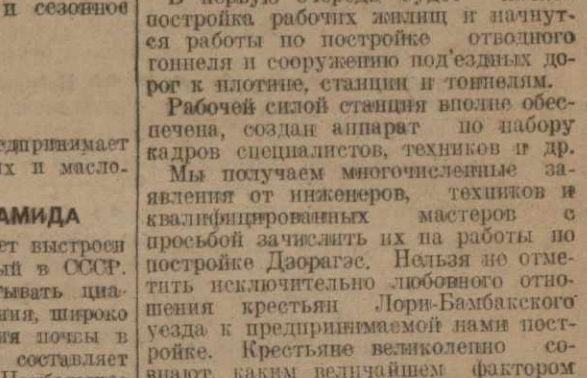 и сезонное
едпринимает
их и масло-
АМИДА
ет выстроен
ый в СССР.
тывать циа-
ния, широко
ия почвы в
составляет
постройка рабочих жилищ и начнут-
ся работы по постройке отводного
тоннеля и сооружению под'ездных до-
рог к плотине, станции и тоннелям.
Рабочей силой станция вполне обес-
печена, создан аппарат по набору
кадров специалистов, техников и др.
Мы получаем многочисленные за-
явления от инженеров, техников и
квалифицированных мастеров с
просьбой зачислить их на работы по
постройке Дзорагэс. Нельзя не отме-
тить исключительно любовного отно-
шения крестьян Лори-Бамбакского
уезда к предпринимаемой нами пост-
ройке. Крестьяне великолепно со-
знают, каким величайшем фактором